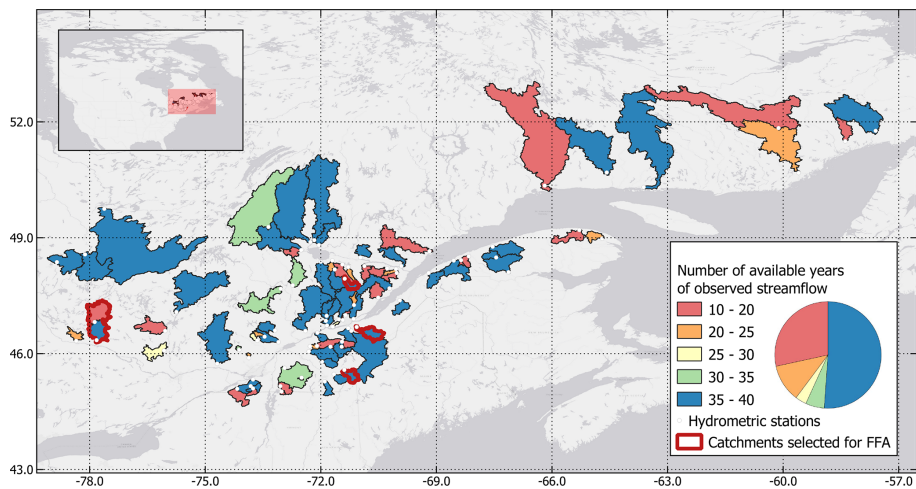 52.0
49.0
46.0
43.0
Number of available years
of observed streamflow
10 - 20
20 - 25
25 - 30
30 - 35
35 - 40
Hydrometric stations
Catchments selected for FFA
-78.0 -75.0 -72.0 -69.0 -66.0 -63.0 -60.0 -57.0